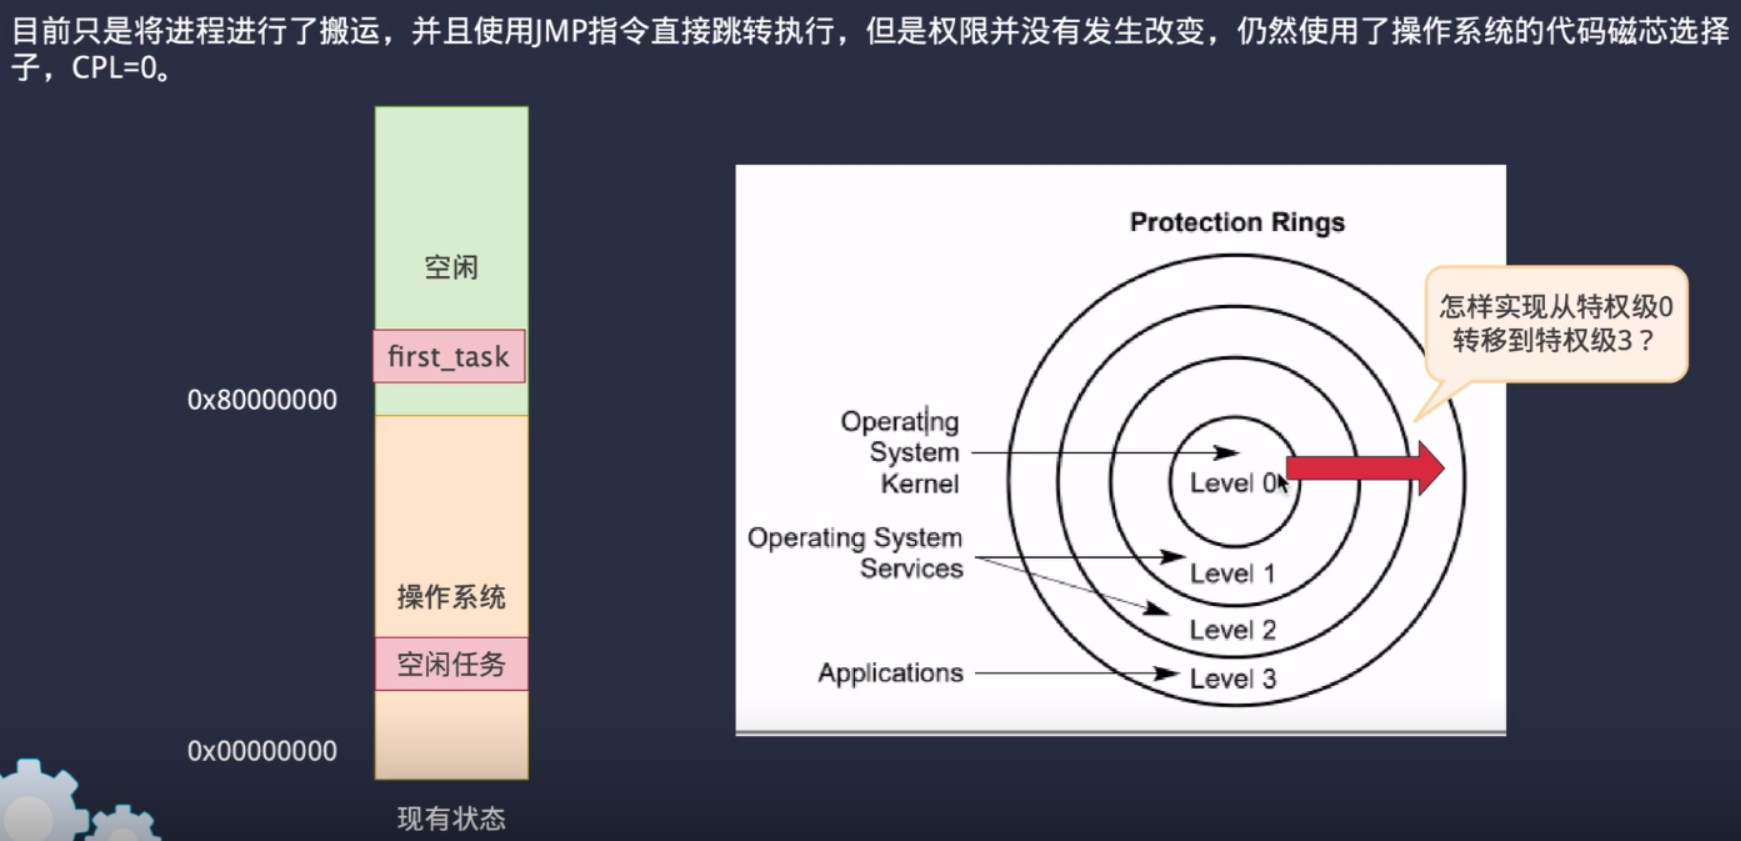 目前只是将进程进行了搬运，并且使用JMP指令直接跳转执行，但是权限并没有发生改变，仍然使用了操作系统的代码磁芯选择
子，CPL=0。
空闲
first_task
0x80000000
操作系统
空闲任务
0x00000000
现有状态
Protection Rings
怎样实现从特权级0
转移到特权级3？
Operating
System
Kernel
Level 0
Operating System
Services
Level 1
Level 2
Applications
Level 3